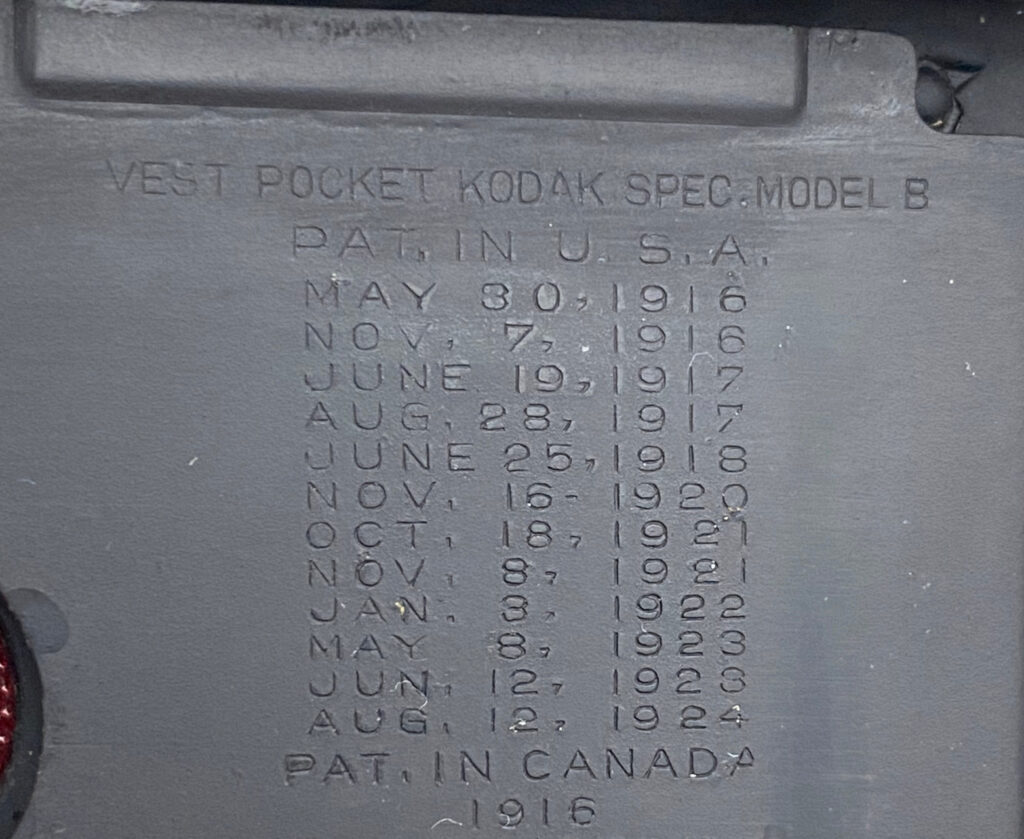 VEST POCKET KODAK SPEC. MODEL B
PAT. IN U. S. A.
MAY 30, 1916
NOV. 7, 1916
JUNE 19, 1917
AUG. 28, 1917
JUNE 25, 1918
NOV. 16- 1920
OCT. 18, 1921
NOV. 8, 1921
JAN. 3, 1922
MAY 8, 1923
JUN. 12, 1923
AUG. 12, 1924
PAT. IN CANADA
1916